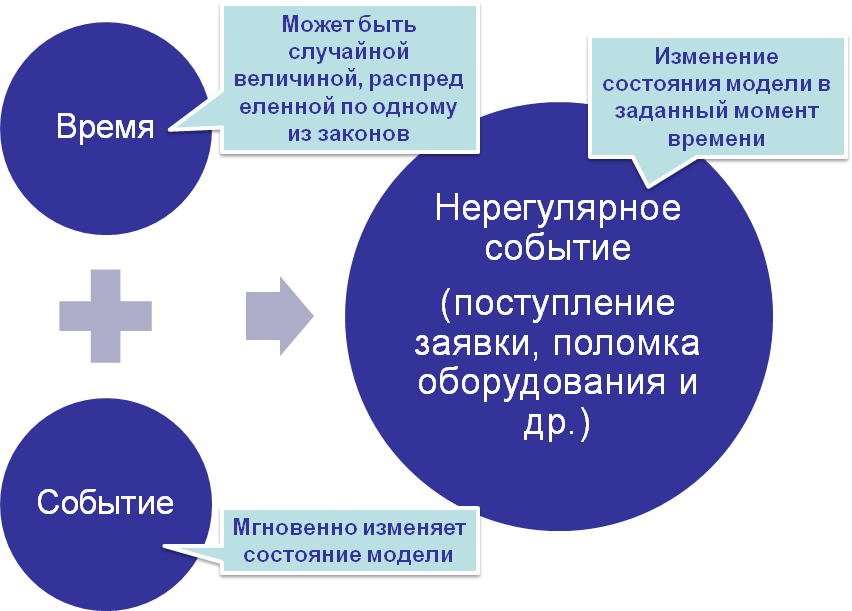 Время
Может быть
случайной
величиной, распред
еленной по одному
из законов
Событие
Мгновенно изменяет
состояние модели
Изменение
состояния модели в
заданный момент
времени
Нерегулярное
событие
(поступление
заявки, поломка
оборудования и
др.)